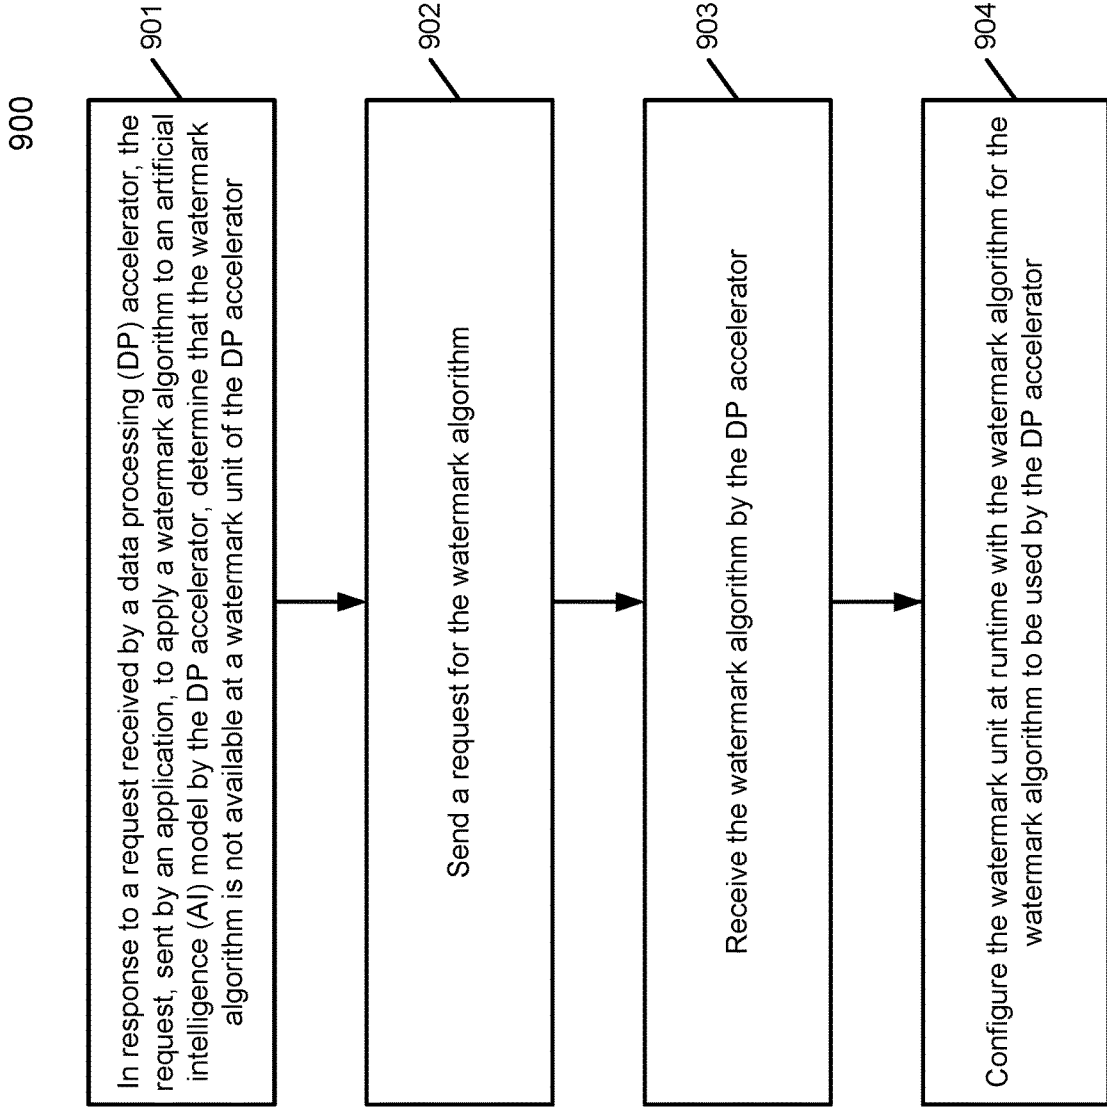 900
In response to a request received by a data processing (DP) accelerator, the
request, sent by an application, to apply a watermark algorithm to an artificial
intelligence (AI) model by the DP accelerator, determine that the watermark
algorithm is not available at a watermark unit of the DP accelerator
901
Send a request for the watermark algorithm
902
Receive the watermark algorithm by the DP accelerator
903
Configure the watermark unit at runtime with the watermark algorithm for the
watermark algorithm to be used by the DP accelerator
904